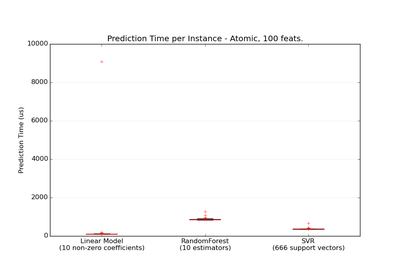 Prediction Time per Instance - Atomic, 100 feats.
10000
8000
6000
4000
2000
0
Prediction Time (us)
Linear Model
(10 non-zero coefficients)
RandomForest
(10 estimators)
SVR
(666 support vectors)